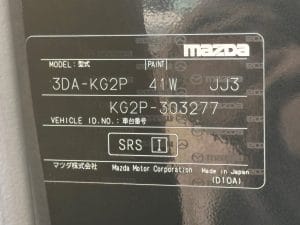 mazda
MODEL:型式 PAINT
3DA-KG2P 41W JJ3
KG2P-303277
VEHICLE ID.NO.:車台番号
SRS I
マツダ株式会社 Mazda Motor Corporation Made in Japan
(D10A)